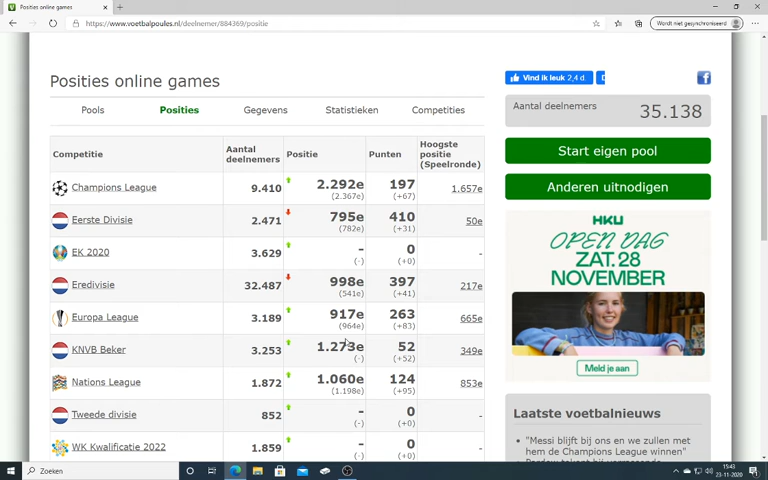 Posities online games
https://www.voetbalpoules.nl/deelnemer/884369/positie
Wordt niet gesynchroniseerd
Posities online games
Vind ik leuk 2,4 d.
Pools Posities Gegevens Statistieken Competities
Aantal deelnemers 35.138
Competitie Aantal deelnemers Positie Punten Hoogste positie (Speelronde)
Champions League 9.410 2.292e (2.367e) 197 (+67) 1.657e
Eerste Divisie 2.471 795e (782e) 410 (+31) 50e
EK 2020 3.629 - (-) 0 (+0) -
Eredivisie 32.487 998e (541e) 397 (+41) 217e
Europa League 3.189 917e (964e) 263 (+83) 665e
KNVB Beker 3.253 1.273e (-) 52 (+52) 349e
Nations League 1.872 1.060e (1.198e) 124 (+95) 853e
Tweede divisie 852 - (-) 0 (+0) -
WK Kwalificatie 2022 1.859 - (-) 0 (+0) -
Start eigen pool
Anderen uitnodigen
HKU
OPEN DAG
ZAT. 28
NOVEMBER
Meld je aan
Laatste voetbalnieuws
"Messi blijft bij ons en we zullen met
hem de Champions League winnen"
Zoeken
15:43
23-11-2020